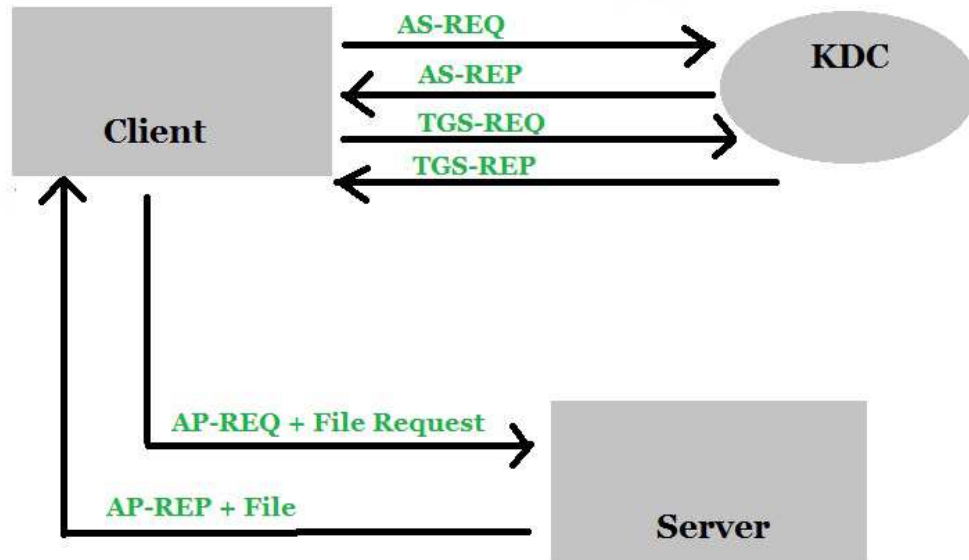 AS-REQ
KDC
AS-REP
Client
TGS-REQ
TGS-REP
AP-REQ + File Request
AP-REP + File
Server